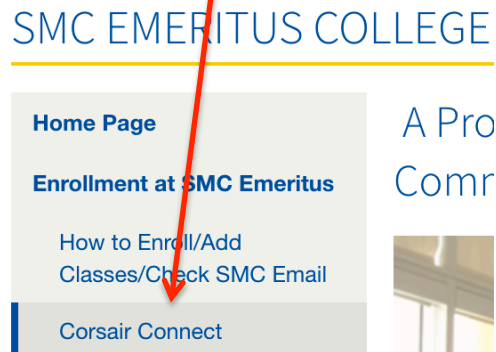 SMC EMERITUS COLLEGE
Home Page
Enrollment at SMC Emeritus
How to Enroll/Add
Classes/Check SMC Email
Corsair Connect
A Pro
Comm